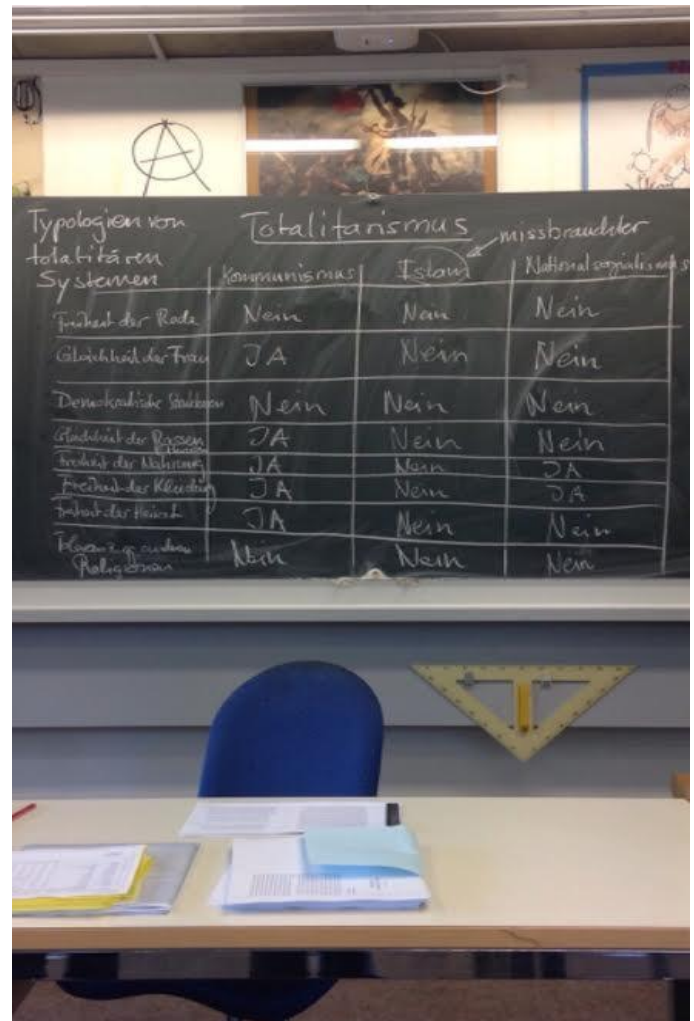 Typologien von
totalitären
Systemen
Totalitarismus
missbrauchter
Kommunismus Islam Nationalsozialismus
Freiheit der Rede Nein Nein Nein
Gleichheit der Frau JA Nein Nein
Demokratische Nein Nein Nein
Gleichheit der Rassen JA Nein Nein
Freiheit der Nahrung JA Nein JA
Freiheit der Kleidung JA Nein JA
Freiheit der Heirat JA Nein Nein
Nein Nein Nein
Religionen